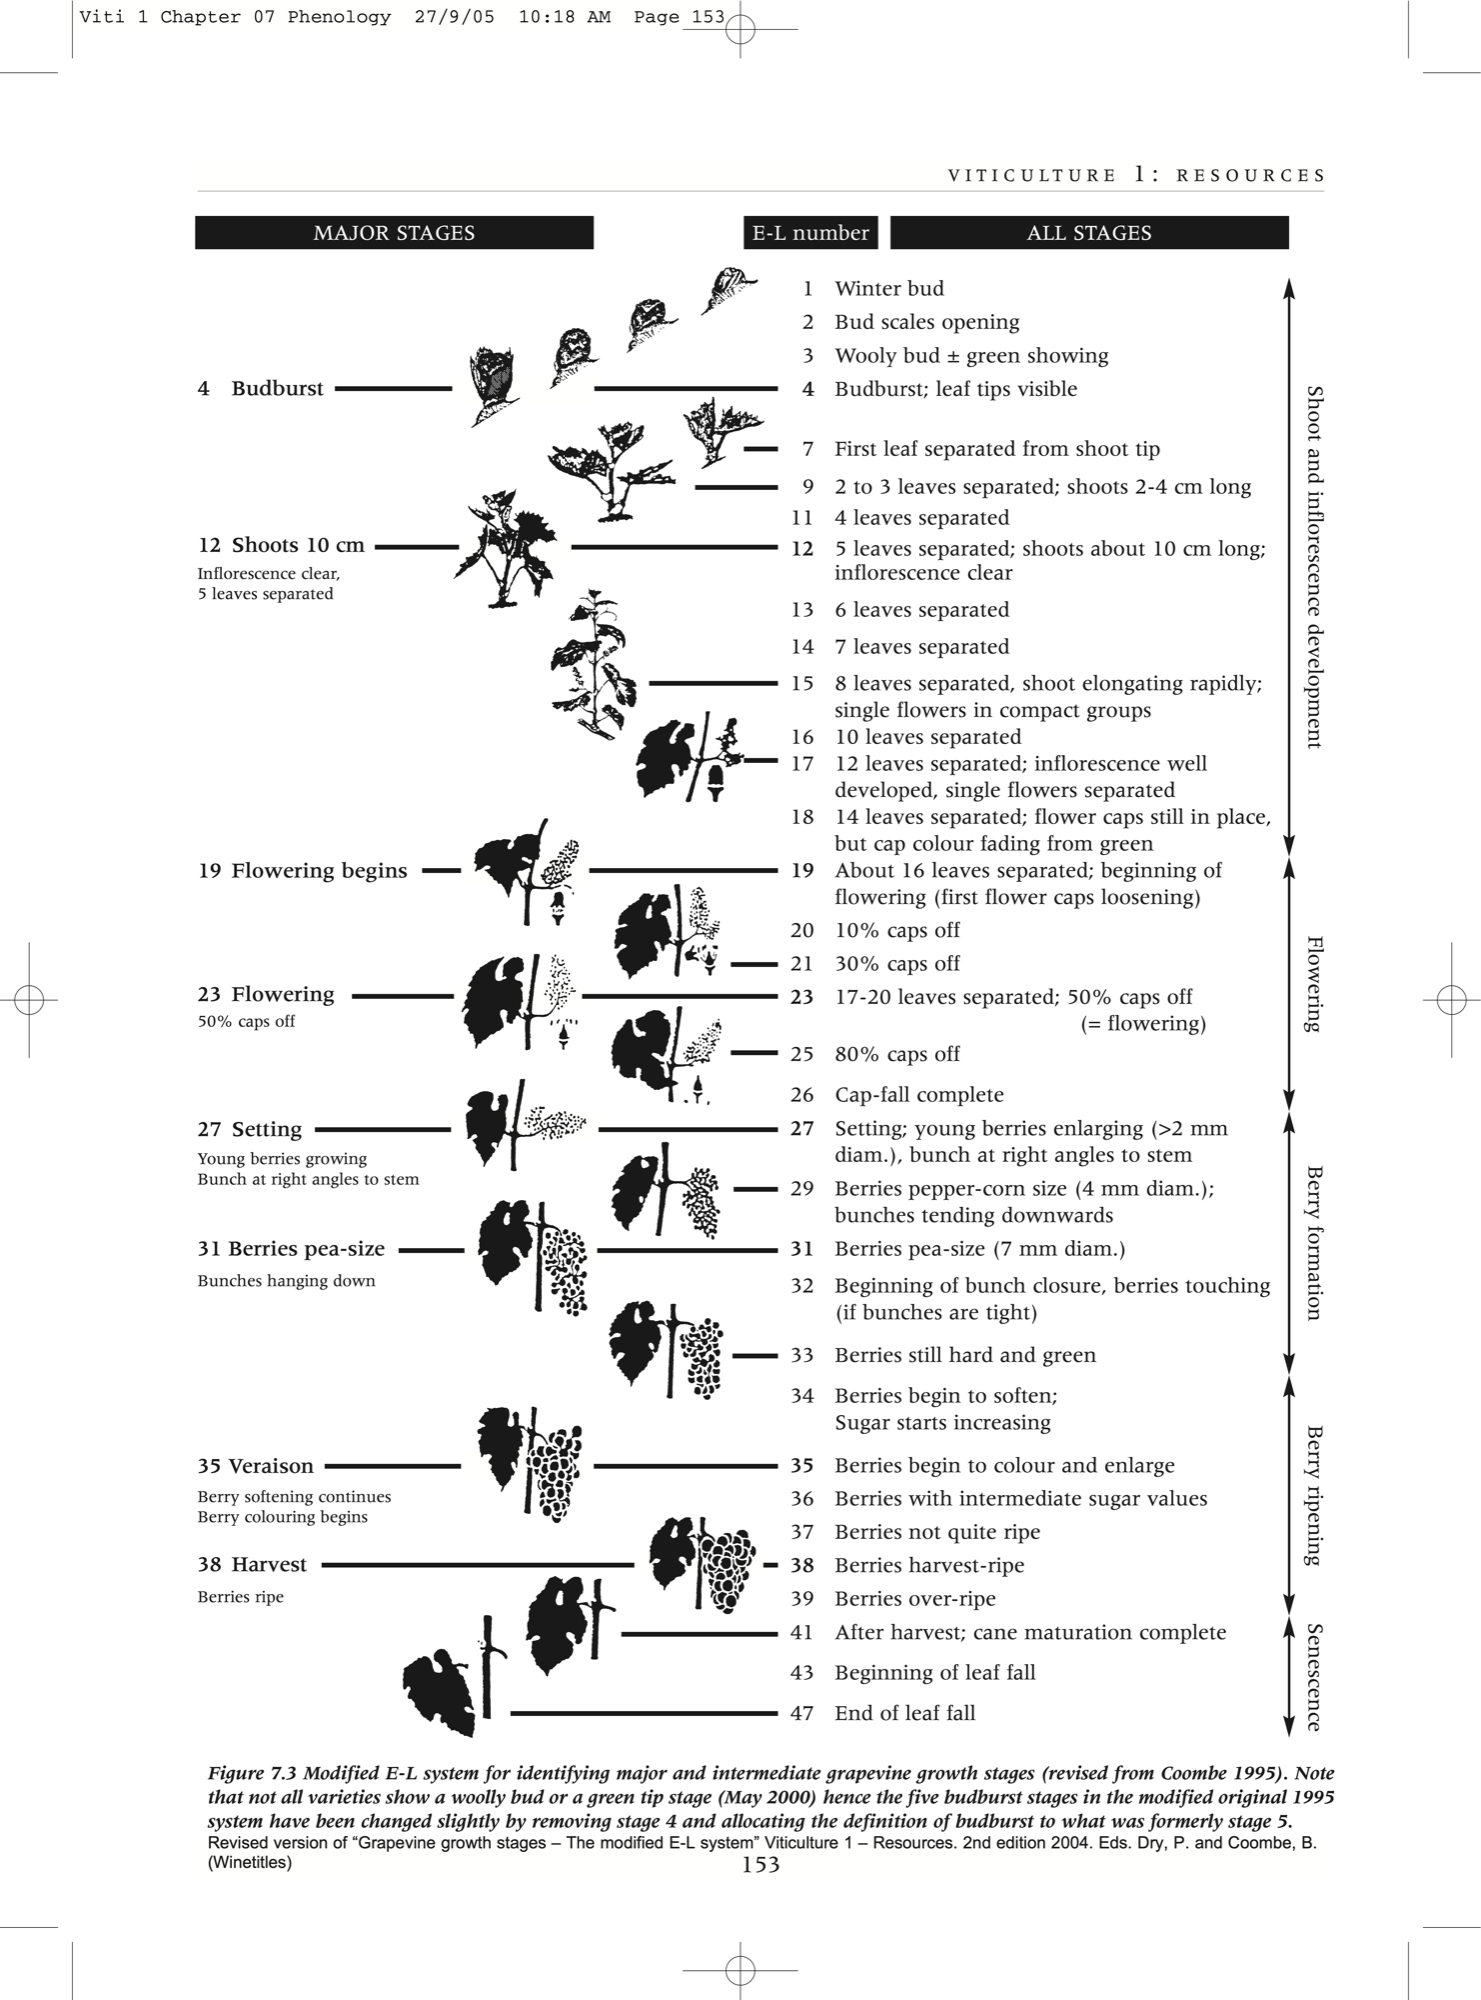 Viti 1 Chapter 07 Phenology 27/9/05 10:18 AM Page 153
VITICULTURE 1: RESOURCES
MAJOR STAGES
E-L number
ALL STAGES
1 Winter bud
2 Bud scales opening
3 Wooly bud ± green showing
4 Budburst
4 Budburst; leaf tips visible
7 First leaf separated from shoot tip
9 2 to 3 leaves separated; shoots 2-4 cm long
11 4 leaves separated
12 Shoots 10 cm
Inflorescence clear,
5 leaves separated
12 5 leaves separated; shoots about 10 cm long;
inflorescence clear
13 6 leaves separated
14 7 leaves separated
15 8 leaves separated, shoot elongating rapidly;
single flowers in compact groups
16 10 leaves separated
17 12 leaves separated; inflorescence well
developed, single flowers separated
18 14 leaves separated; flower caps still in place,
but cap colour fading from green
Shoot and inflorescence development
19 Flowering begins
19 About 16 leaves separated; beginning of
flowering (first flower caps loosening)
20 10% caps off
21 30% caps off
23 Flowering
50% caps off
23 17-20 leaves separated; 50% caps off
(= flowering)
25 80% caps off
26 Cap-fall complete
Flowering
27 Setting
Young berries growing
Bunch at right angles to stem
27 Setting; young berries enlarging (>2 mm
diam.), bunch at right angles to stem
29 Berries pepper-corn size (4 mm diam.);
bunches tending downwards
31 Berries pea-size
Bunches hanging down
31 Berries pea-size (7 mm diam.)
32 Beginning of bunch closure, berries touching
(if bunches are tight)
33 Berries still hard and green
Berry formation
34 Berries begin to soften;
Sugar starts increasing
35 Veraison
Berry softening continues
Berry colouring begins
35 Berries begin to colour and enlarge
36 Berries with intermediate sugar values
37 Berries not quite ripe
38 Harvest
Berries ripe
38 Berries harvest-ripe
39 Berries over-ripe
Berry ripening
41 After harvest; cane maturation complete
43 Beginning of leaf fall
47 End of leaf fall
Senescence
Figure 7.3 Modified E-L system for identifying major and intermediate grapevine growth stages (revised from Coombe 1995). Note
that not all varieties show a woolly bud or a green tip stage (May 2000) hence the five budburst stages in the modified original 1995
system have been changed slightly by removing stage 4 and allocating the definition of budburst to what was formerly stage 5.
Revised version of “Grapevine growth stages – The modified E-L system” Viticulture 1 – Resources. 2nd edition 2004. Eds. Dry, P. and Coombe, B.
(Winetitles)
153